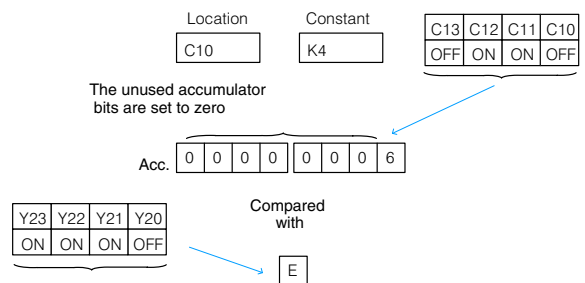 Location Constant
C10 K4
C13 C12 C11 C10
OFF ON ON OFF
The unused accumulator
bits are set to zero
Acc. 0 0 0 0 0 0 0 6
Compared
with
Y23 Y22 Y21 Y20
ON ON ON OFF
E